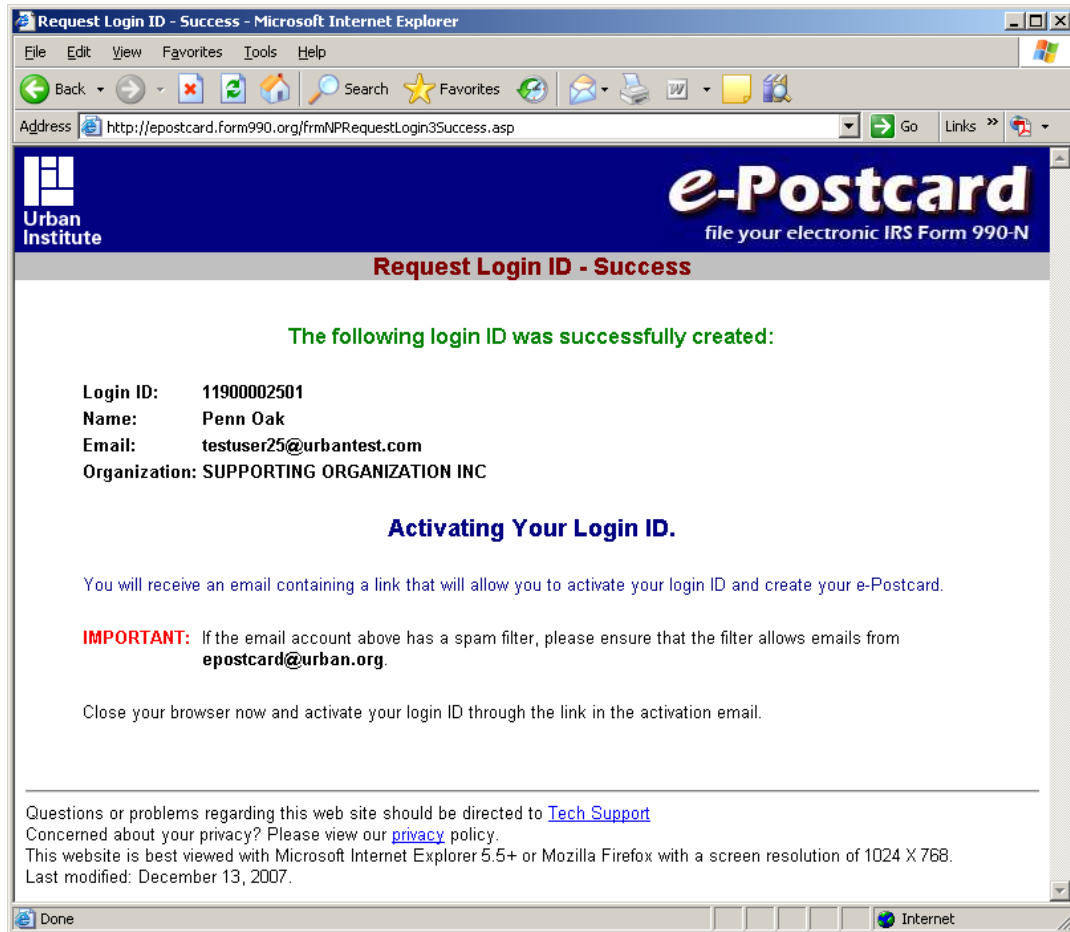 Request Login ID - Success - Microsoft Internet Explorer
File Edit View Favorites Tools Help
Back Search Favorites W
Address http://epostcard.form990.org/frmNPRequestLogin3Success.asp Go Links »
Urban
Institute
e-Postcard
file your electronic IRS Form 990-N
Request Login ID - Success
The following login ID was successfully created:
Login ID: 11900002501
Name: Penn Oak
Email: testuser25@urbantest.com
Organization: SUPPORTING ORGANIZATION INC
Activating Your Login ID.
You will receive an email containing a link that will allow you to activate your login ID and create your e-Postcard.
IMPORTANT: If the email account above has a spam filter, please ensure that the filter allows emails from
epostcard@urban.org.
Close your browser now and activate your login ID through the link in the activation email.
Questions or problems regarding this web site should be directed to Tech Support
Concerned about your privacy? Please view our privacy policy.
This website is best viewed with Microsoft Internet Explorer 5.5+ or Mozilla Firefox with a screen resolution of 1024 X 768.
Last modified: December 13, 2007.
Done Internet